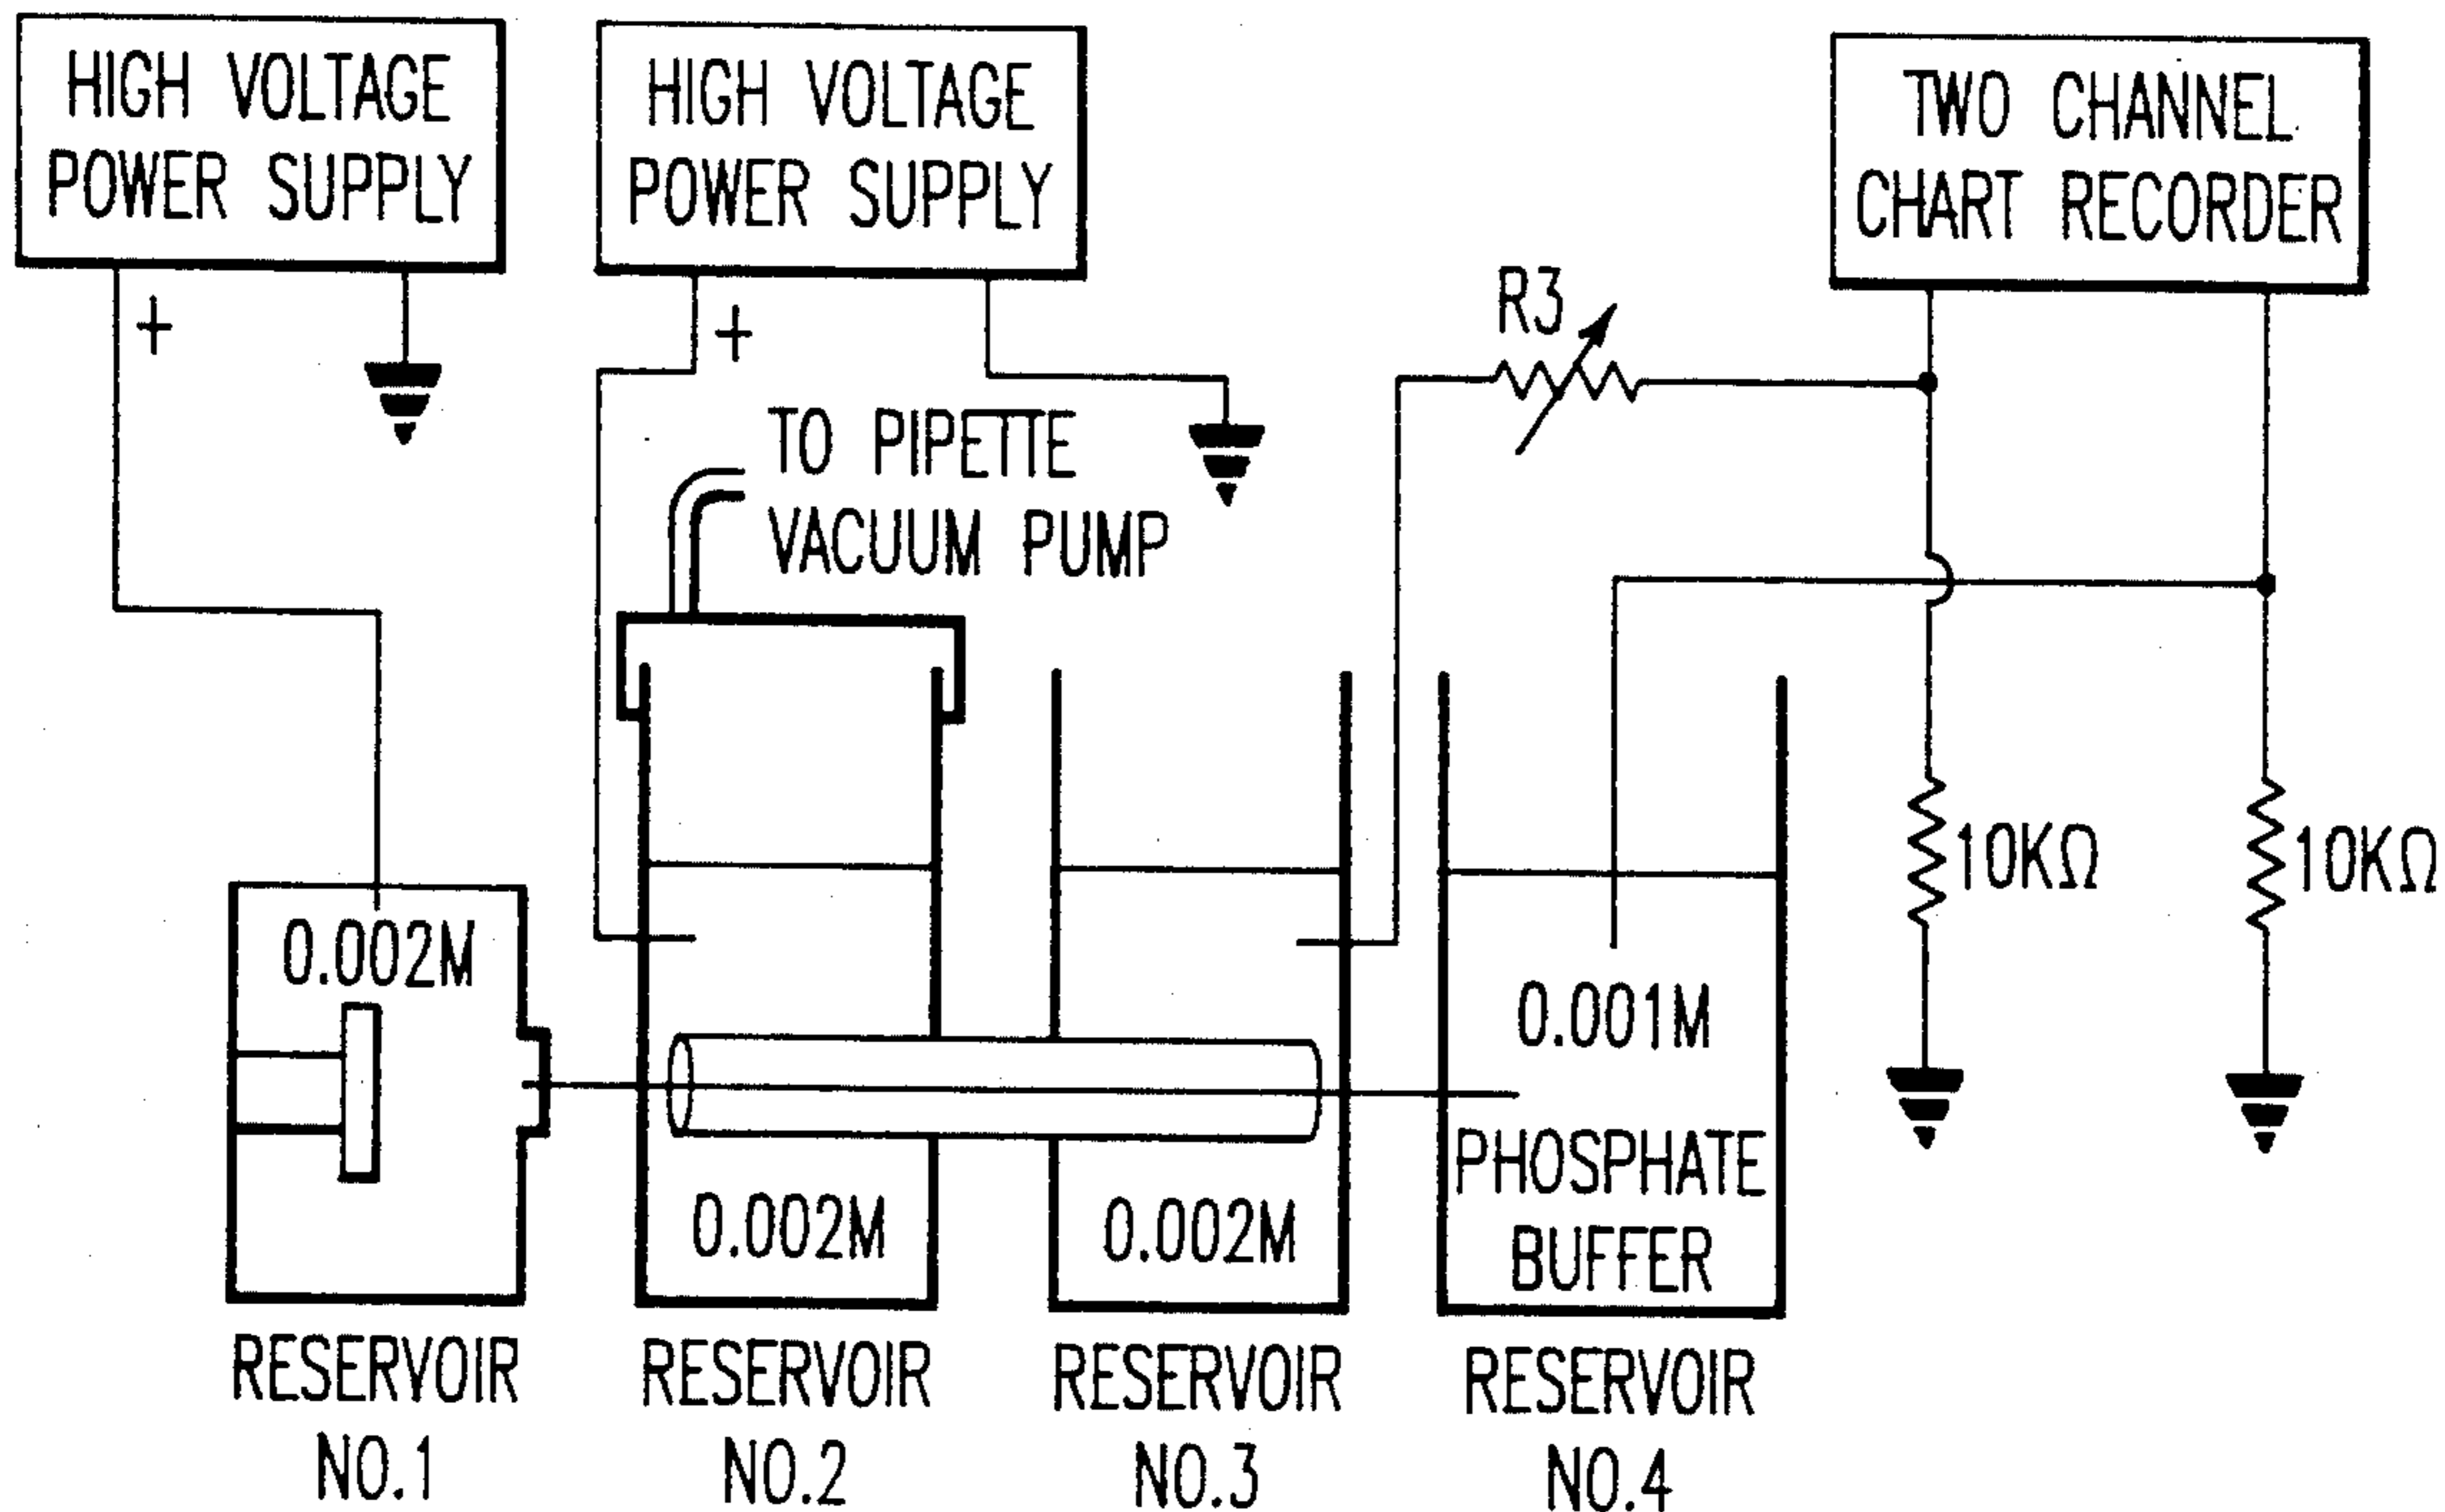 HIGH VOLTAGE
POWER SUPPLY
+
HIGH VOLTAGE
POWER SUPPLY
+
TWO CHANNEL
CHART RECORDER
R3
TO PIPETTE
VACUUM PUMP
10KΩ
10KΩ
0.002M
0.002M
0.002M
0.001M
PHOSPHATE
BUFFER
RESERVOIR
NO.1
RESERVOIR
NO.2
RESERVOIR
NO.3
RESERVOIR
NO.4